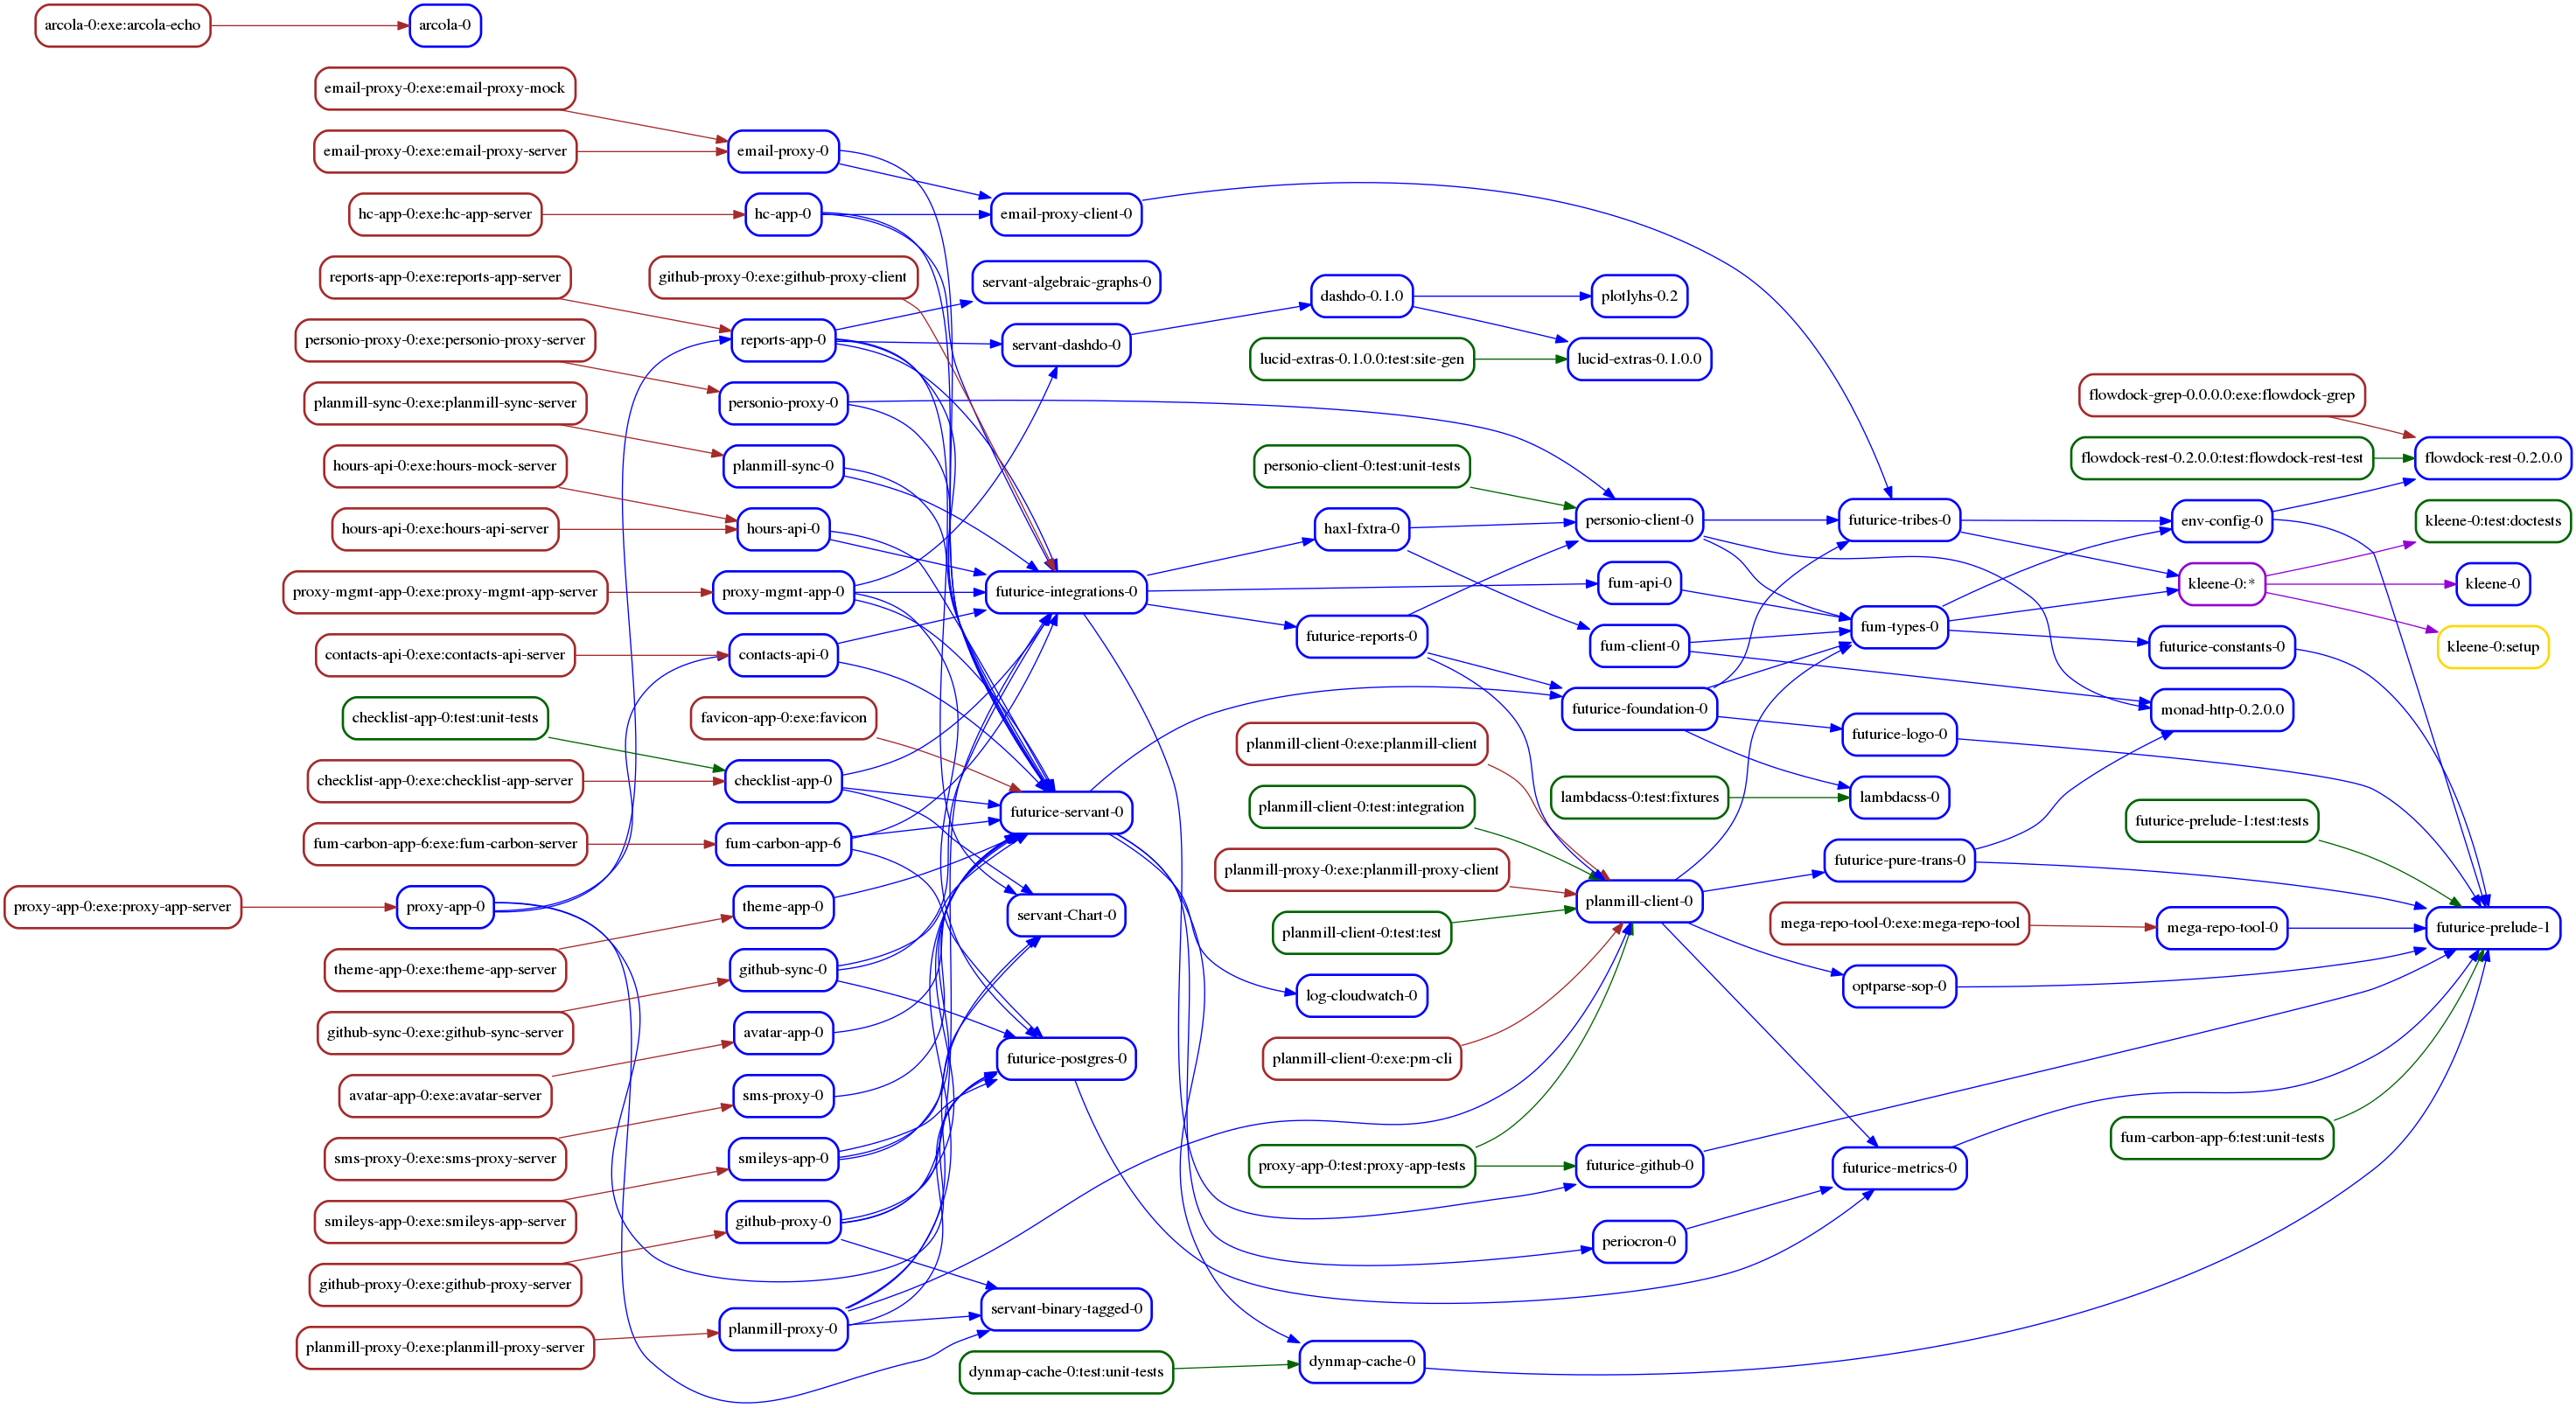 arcola-0:exe:arcola-echo
arcola-0
email-proxy-0:exe:email-proxy-mock
email-proxy-0:exe:email-proxy-server
email-proxy-0
hc-app-0:exe:hc-app-server
hc-app-0
email-proxy-client-0
reports-app-0:exe:reports-app-server
github-proxy-0:exe:github-proxy-client
servant-algebraic-graphs-0
dashdo-0.1.0
plotlyhs-0.2
personio-proxy-0:exe:personio-proxy-server
reports-app-0
servant-dashdo-0
lucid-extras-0.1.0.0:test:site-gen
lucid-extras-0.1.0.0
planmill-sync-0:exe:planmill-sync-server
personio-proxy-0
flowdock-grep-0.0.0.0:exe:flowdock-grep
hours-api-0:exe:hours-mock-server
planmill-sync-0
personio-client-0:test:unit-tests
flowdock-rest-0.2.0.0:test:flowdock-rest-test
flowdock-rest-0.2.0.0
hours-api-0:exe:hours-api-server
hours-api-0
haxl-fxtra-0
personio-client-0
futurice-tribes-0
env-config-0
kleene-0:test:doctests
proxy-mgmt-app-0:exe:proxy-mgmt-app-server
proxy-mgmt-app-0
futurice-integrations-0
fum-api-0
kleene-0:*
kleene-0
contacts-api-0:exe:contacts-api-server
contacts-api-0
futurice-reports-0
fum-client-0
fum-types-0
futurice-constants-0
kleene-0:setup
checklist-app-0:test:unit-tests
favicon-app-0:exe:favicon
futurice-foundation-0
monad-http-0.2.0.0
planmill-client-0:exe:planmill-client
futurice-logo-0
checklist-app-0:exe:checklist-app-server
checklist-app-0
futurice-servant-0
planmill-client-0:test:integration
lambdacss-0:test:fixtures
lambdacss-0
futurice-prelude-1:test:tests
fum-carbon-app-6:exe:fum-carbon-server
fum-carbon-app-6
planmill-proxy-0:exe:planmill-proxy-client
futurice-pure-trans-0
proxy-app-0:exe:proxy-app-server
proxy-app-0
theme-app-0
servant-Chart-0
planmill-client-0:test:test
planmill-client-0
mega-repo-tool-0:exe:mega-repo-tool
mega-repo-tool-0
futurice-prelude-1
theme-app-0:exe:theme-app-server
github-sync-0
log-cloudwatch-0
optparse-sop-0
github-sync-0:exe:github-sync-server
avatar-app-0
futurice-postgres-0
planmill-client-0:exe:pm-cli
avatar-app-0:exe:avatar-server
sms-proxy-0
sms-proxy-0:exe:sms-proxy-server
smileys-app-0
proxy-app-0:test:proxy-app-tests
futurice-github-0
futurice-metrics-0
fum-carbon-app-6:test:unit-tests
smileys-app-0:exe:smileys-app-server
github-proxy-0
periocron-0
github-proxy-0:exe:github-proxy-server
servant-binary-tagged-0
planmill-proxy-0:exe:planmill-proxy-server
planmill-proxy-0
dynmap-cache-0:test:unit-tests
dynmap-cache-0